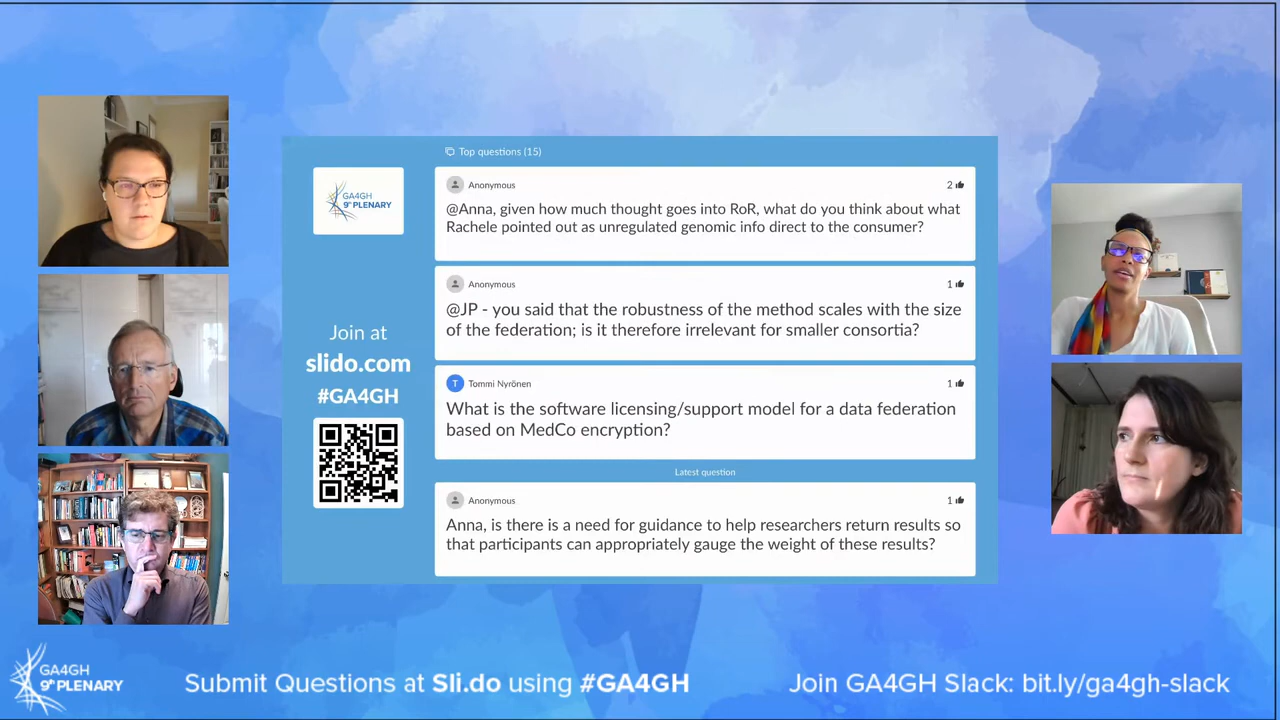 Top questions (15)
GA4GH
9th PLENARY
Join at
slido.com
#GA4GH
Anonymous
2
@Anna, given how much thought goes into RoR, what do you think about what
Rachele pointed out as unregulated genomic info direct to the consumer?
Anonymous
1
@JP - you said that the robustness of the method scales with the size
of the federation; is it therefore irrelevant for smaller consortia?
T
Tommi Nyrönen
1
What is the software licensing/support model for a data federation
based on MedCo encryption?
Latest question
Anonymous
1
Anna, is there is a need for guidance to help researchers return results so
that participants can appropriately gauge the weight of these results?
GA4GH
9th PLENARY
Submit Questions at Sli.do using #GA4GH
Join GA4GH Slack: bit.ly/ga4gh-slack